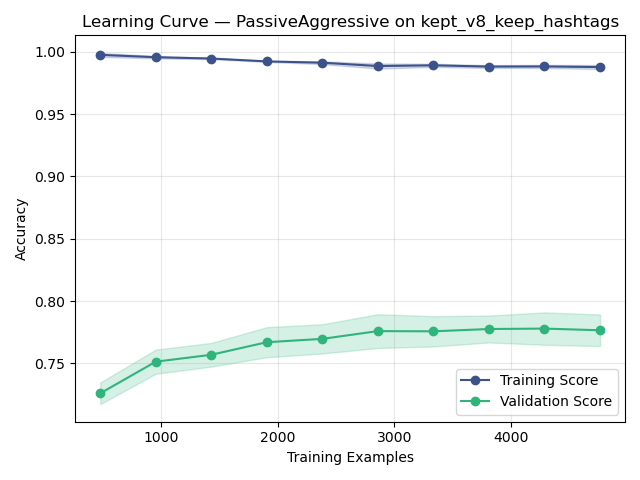 Learning Curve — PassiveAggressive on kept_v8_keep_hashtags
1.00
0.95
0.90
0.85
0.80
0.75
Accuracy
1000
2000
3000
4000
Training Examples
Training Score
Validation Score